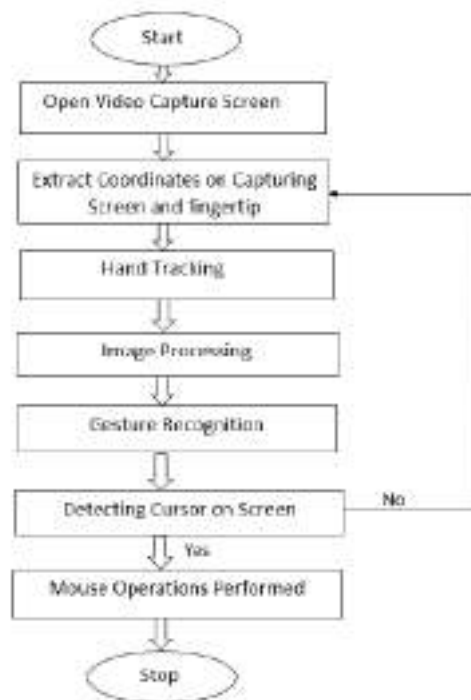 Start
Open Video Capture Screen
Extract Coordinates on Capturing
Screen and fingertip
Hand Tracking
Image Processing
Gesture Recognition
Detecting Cursor on Screen
No
Yes
Mouse Operations Performed
Stop